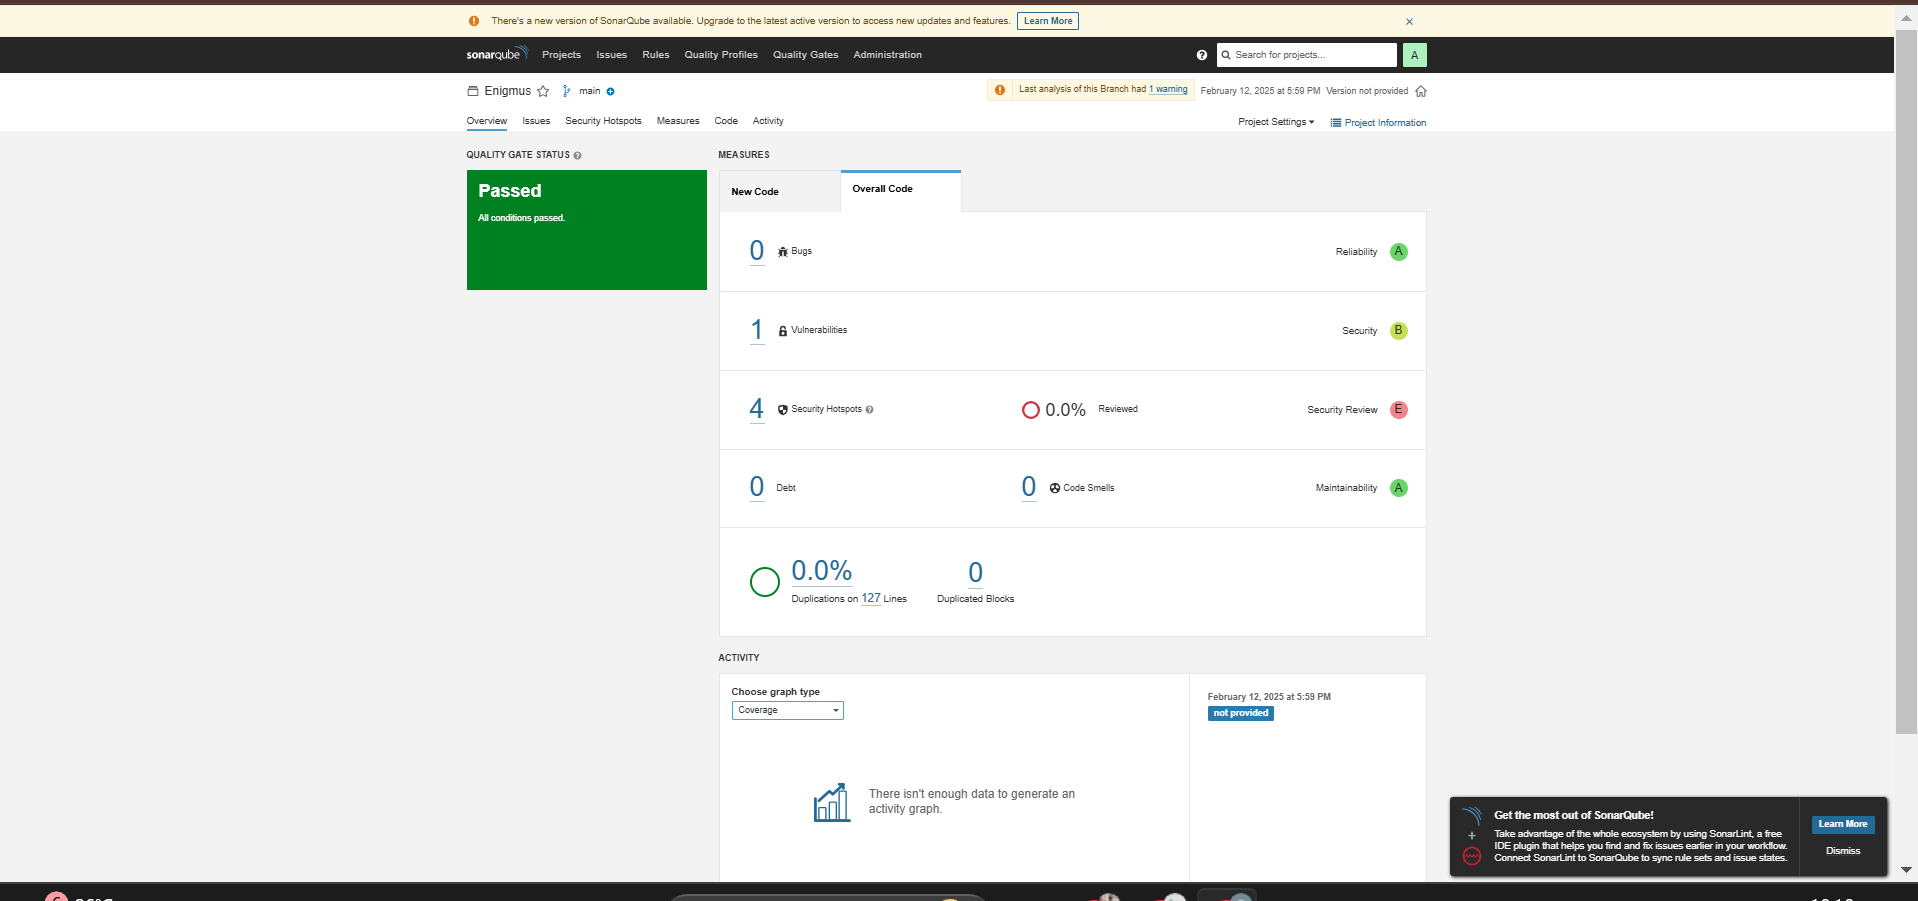 There's a new version of SonarQube available. Upgrade to the latest active version to access new updates and features. Learn More
sonarqube Projects Issues Rules Quality Profiles Quality Gates Administration Search for projects... A
Enigmus main Last analysis of this Branch had 1 warning February 12, 2025 at 5:59 PM Version not provided
Overview Issues Security Hotspots Measures Code Activity Project Settings Project Information
QUALITY GATE STATUS
Passed
All conditions passed.
MEASURES
New Code Overall Code
0 Bugs Reliability A
1 Vulnerabilities Security B
4 Security Hotspots 0.0% Reviewed Security Review E
0 Debt 0 Code Smells Maintainability A
0.0% 0
Duplications on 127 Lines Duplicated Blocks
ACTIVITY
Choose graph type
Coverage
There isn't enough data to generate an
activity graph.
February 12, 2025 at 5:59 PM
not provided
Get the most out of SonarQube!
Take advantage of the whole ecosystem by using SonarLint, a free
IDE plugin that helps you find and fix issues earlier in your workflow.
Connect SonarLint to SonarQube to sync rule sets and issue states.
Learn More
Dismiss